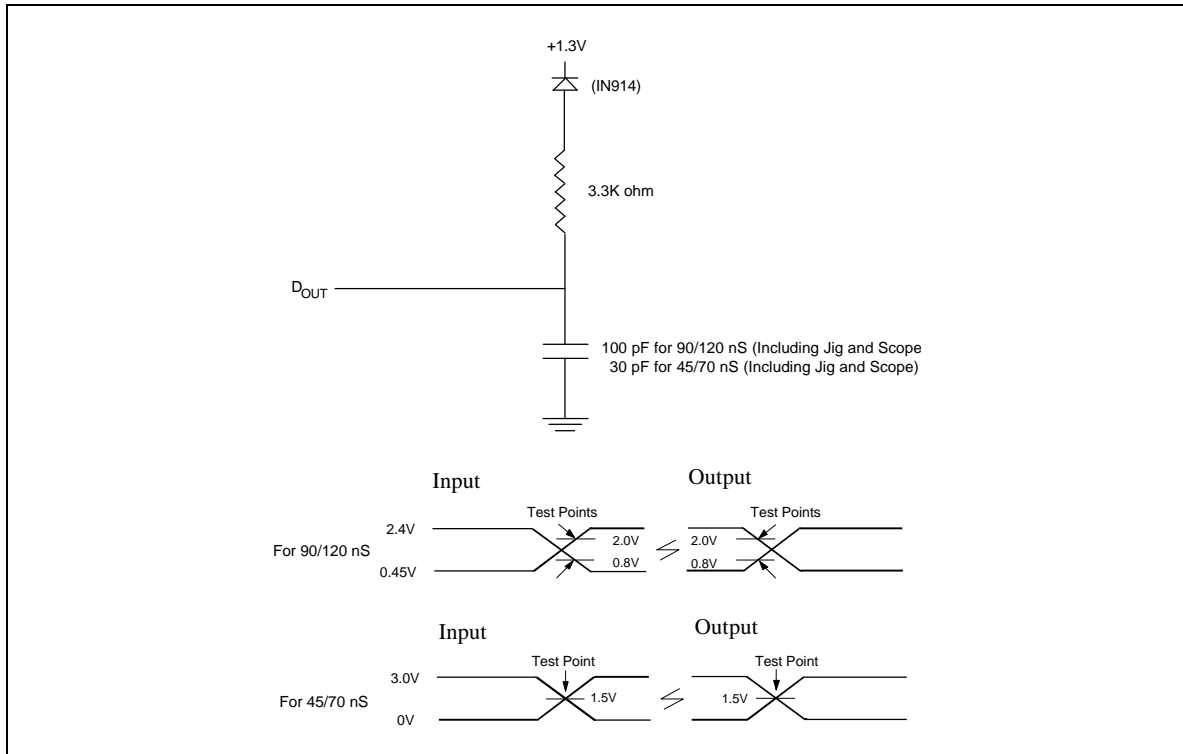 +1.3V
(IN914)
3.3K ohm
DOUT
100 pF for 90/120 nS (Including Jig and Scope
30 pF for 45/70 nS (Including Jig and Scope)
Input
Output
Test Points
Test Points
2.4V
2.0V
2.0V
For 90/120 nS
0.8V
0.8V
0.45V
Input
Output
Test Point
Test Point
3.0V
1.5V
1.5V
For 45/70 nS
0V